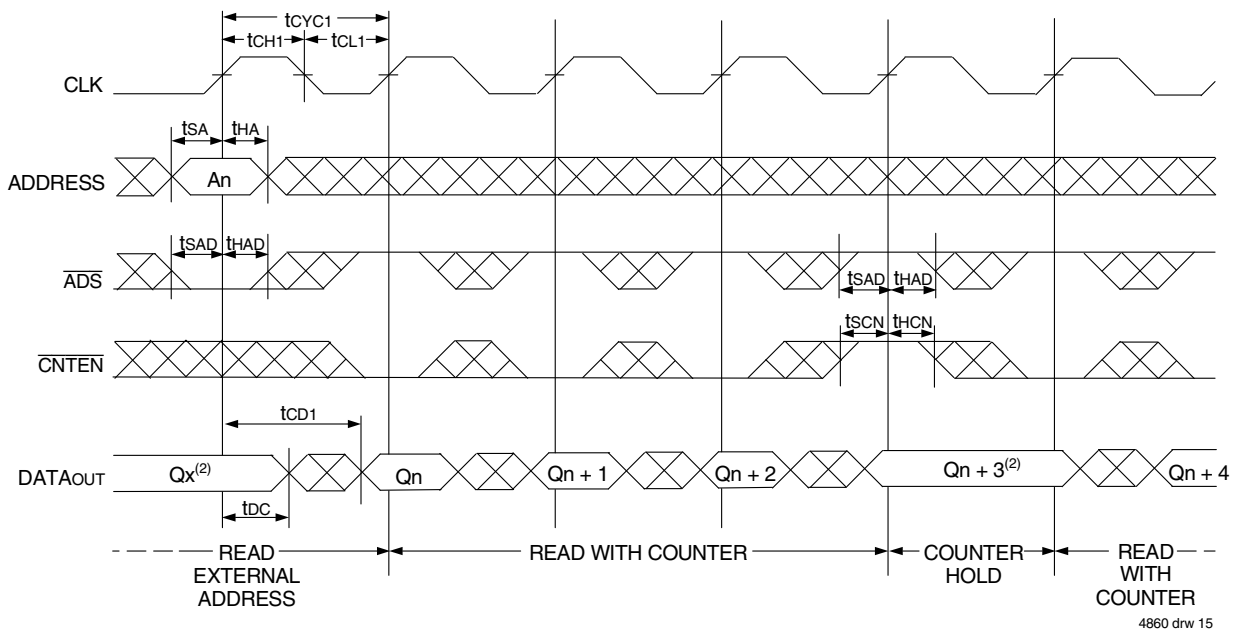 tCYC1
tCH1 tCL1
CLK
tSA tHA
ADDRESS An
tSAD tHAD
ADS
tSAD tHAD
tSCN tHCN
CNTEN
tCD1
DATAOUT Qx(2) Qn Qn + 1 Qn + 2 Qn + 3(2) Qn + 4
tDC
READ EXTERNAL ADDRESS
READ WITH COUNTER
COUNTER HOLD
READ WITH COUNTER
4860 drw 15